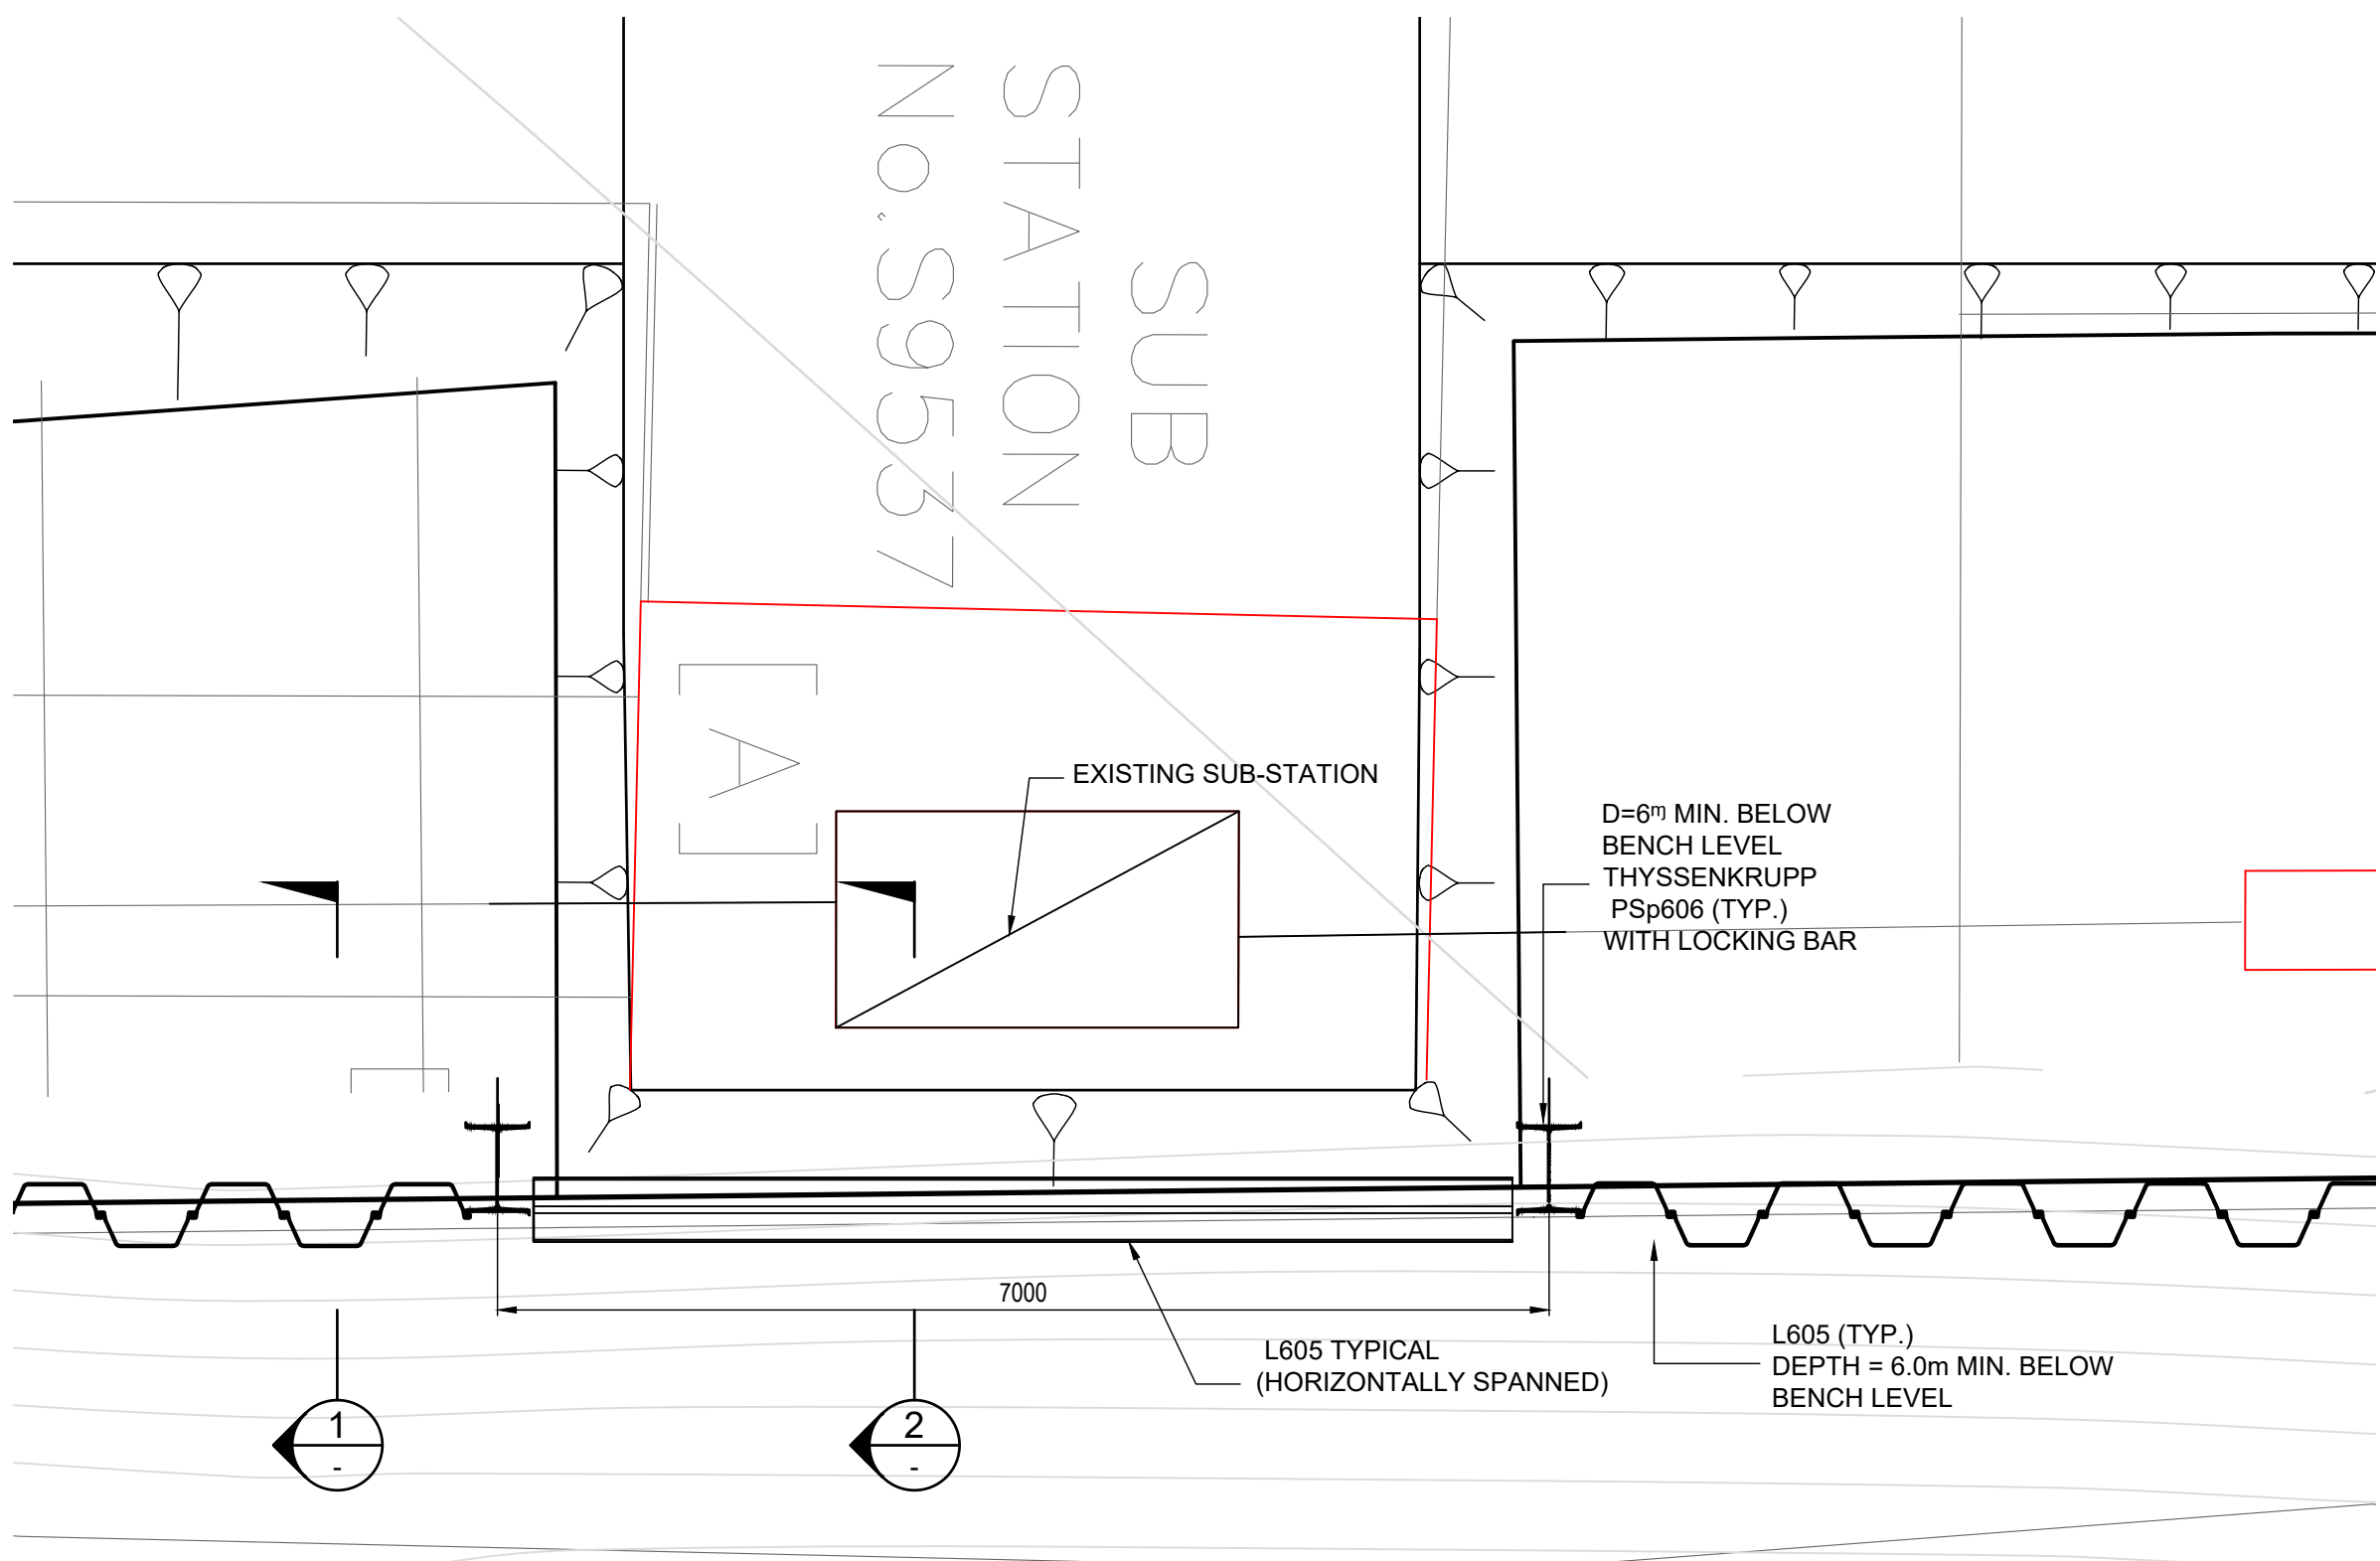 SUB
STATION
No.S9537
A
EXISTING SUB-STATION
D=6m MIN. BELOW
BENCH LEVEL
THYSSENKRUPP
PSp606 (TYP.)
WITH LOCKING BAR
7000
L605 TYPICAL
(HORIZONTALLY SPANNED)
L605 (TYP.)
DEPTH = 6.0m MIN. BELOW
BENCH LEVEL
1
-
2
-